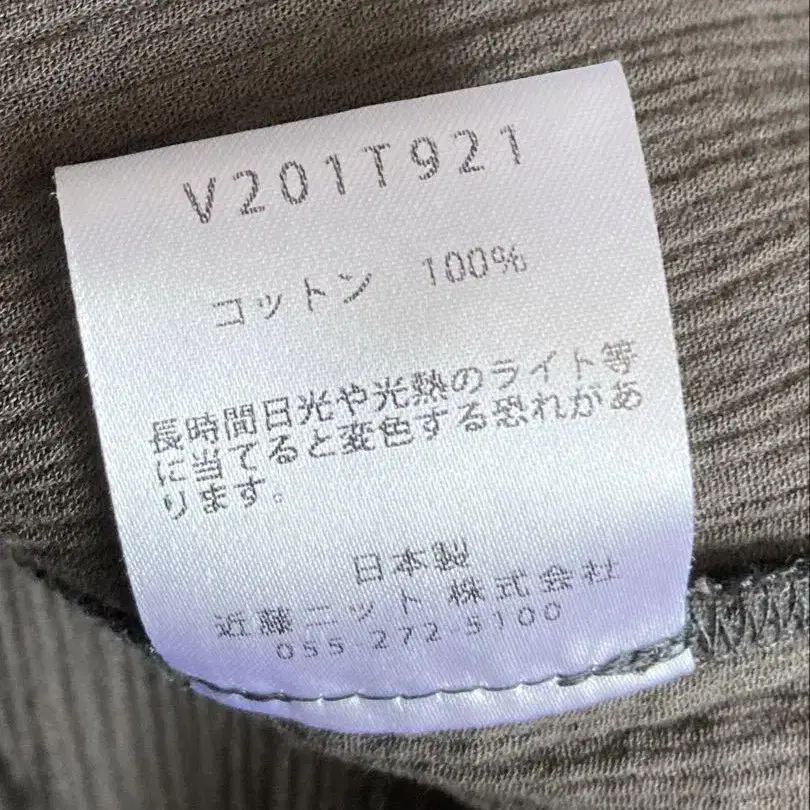 V201T921
コットン 100%
長時間日光や光熱のライト等
に当てると変色する恐れがあ
ります。
日本製
近藤ニット 株式会社
055-272-5100